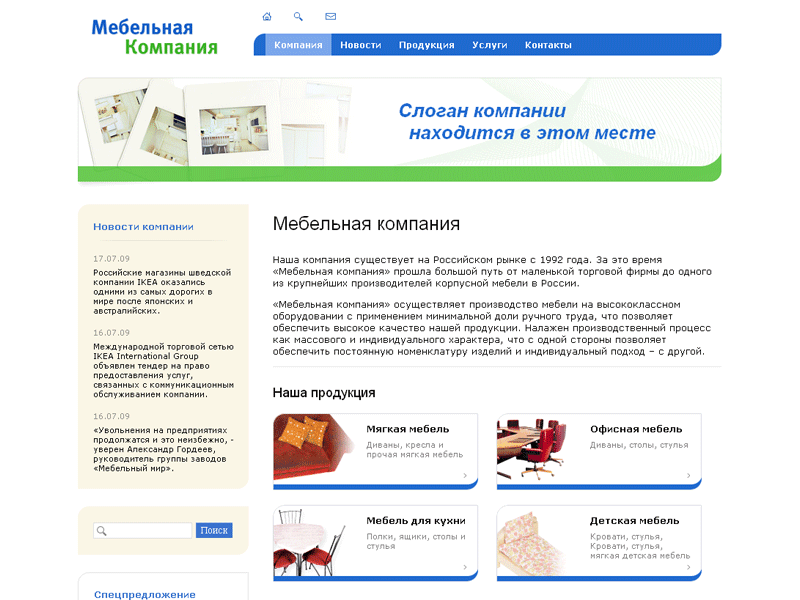 Мебельная
Компания
Компания Новости Продукция Услуги Контакты
Слоган компании
находится в этом месте
Новости компании
17.07.09
Российские магазины шведской
компании IKEA оказались
одними из самых дорогих в
мире после японских и
австралийских.
16.07.09
Международной торговой сетью
IKEA International Group
объявлен тендер на право
предоставления услуг,
связанных с коммуникационным
обслуживанием компании.
16.07.09
«Увольнения на предприятиях
продолжатся и это неизбежно, -
уверен Александр Гордеев,
руководитель группы заводов
«Мебельный мир».
Поиск
Спецпредложение
Мебельная компания
Наша компания существует на Российском рынке с 1992 года. За это время
«Мебельная компания» прошла большой путь от маленькой торговой фирмы до одного
из крупнейших производителей корпусной мебели в России.
«Мебельная компания» осуществляет производство мебели на высококлассном
оборудовании с применением минимальной доли ручного труда, что позволяет
обеспечить высокое качество нашей продукции. Налажен производственный процесс
как массового и индивидуального характера, что с одной стороны позволяет
обеспечить постоянную номенклатуру изделий и индивидуальный подход – с другой.
Наша продукция
Мягкая мебель
Диваны, кресла и
прочая мягкая мебель
Офисная мебель
Диваны, столы, стулья
Мебель для кухни
Полки, ящики, столы и
стулья
Детская мебель
Кровати, стулья,
Кровати, стулья,
мягкая детская мебель